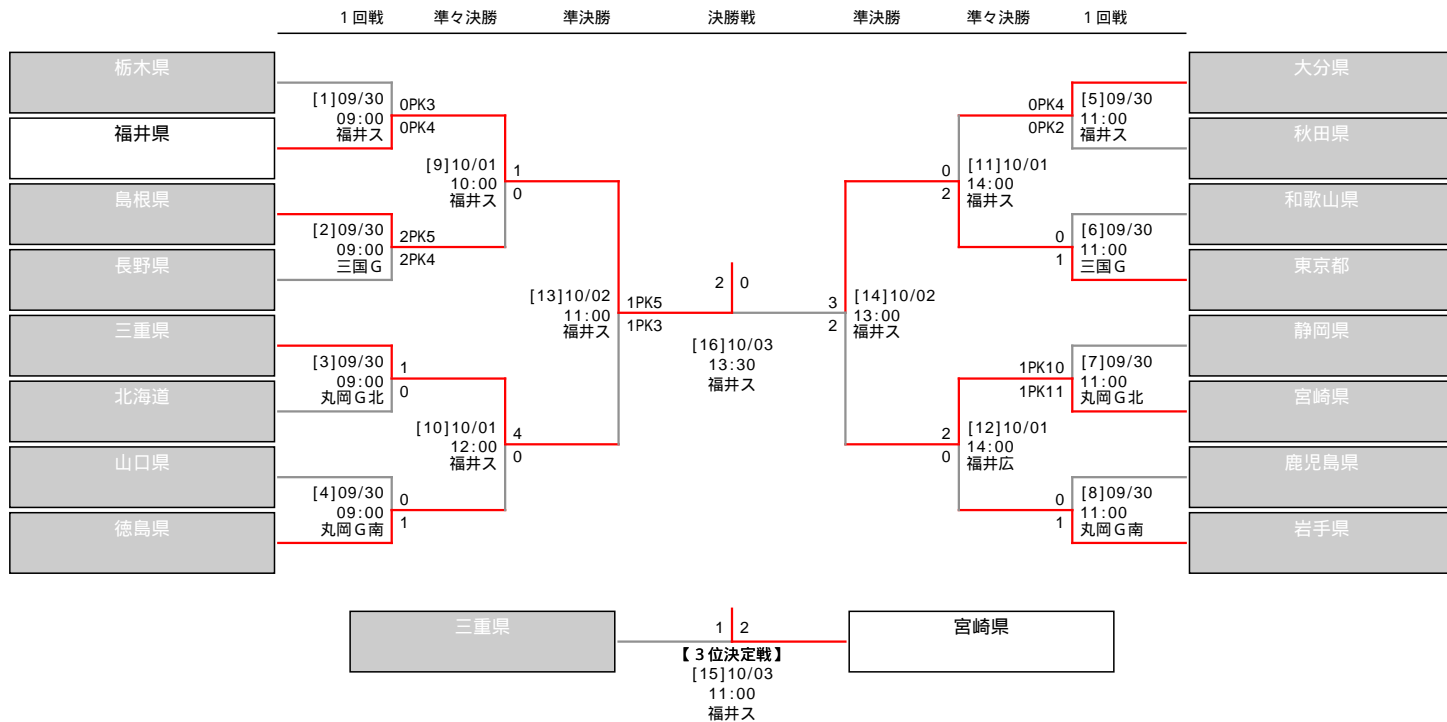 １回戦 準々決勝 準決勝 決勝戦 準決勝 準々決勝 １回戦
栃木県
福井県
島根県
長野県
三重県
北海道
山口県
徳島県
[1]09/30
09:00
福井ス
0PK3
0PK4
[2]09/30
09:00
三国Ｇ
2PK5
2PK4
[3]09/30
09:00
丸岡Ｇ北
1
0
[4]09/30
09:00
丸岡Ｇ南
0
1
[9]10/01
10:00
福井ス
1
0
[10]10/01
12:00
福井ス
4
0
[13]10/02
11:00
福井ス
1PK5
1PK3
2 0
[16]10/03
13:30
福井ス
3
2
[14]10/02
13:00
福井ス
0
2
[11]10/01
14:00
福井ス
2
0
[12]10/01
14:00
福井広
0PK4
0PK2
[5]09/30
11:00
福井ス
0
1
[6]09/30
11:00
三国Ｇ
1PK10
1PK11
[7]09/30
11:00
丸岡Ｇ北
0
1
[8]09/30
11:00
丸岡Ｇ南
大分県
秋田県
和歌山県
東京都
静岡県
宮崎県
鹿児島県
岩手県
三重県
1 2
宮崎県
【３位決定戦】
[15]10/03
11:00
福井ス